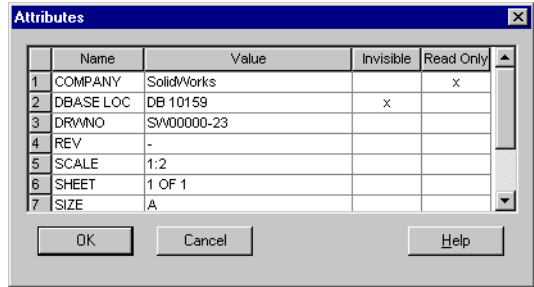 Attributes
Name Value Invisible Read Only
1 COMPANY SolidWorks x
2 DBASE LOC DB 10159 x
3 DRWNO SW00000-23
4 REV -
5 SCALE 1:2
6 SHEET 1 OF 1
7 SIZE A
OK Cancel Help